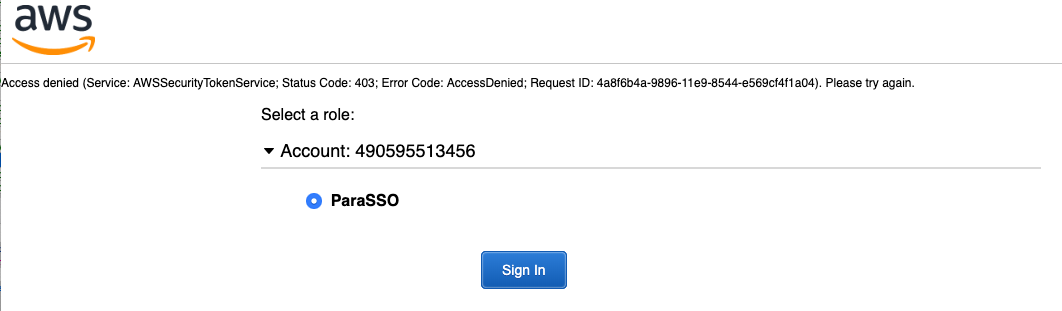 aws
Access denied (Service: AWSSecurityTokenService; Status Code: 403; Error Code: AccessDenied; Request ID: 4a8f6b4a-9896-11e9-8544-e569cf4f1a04). Please try again.
Select a role:
Account: 490595513456
ParaSSO
Sign In